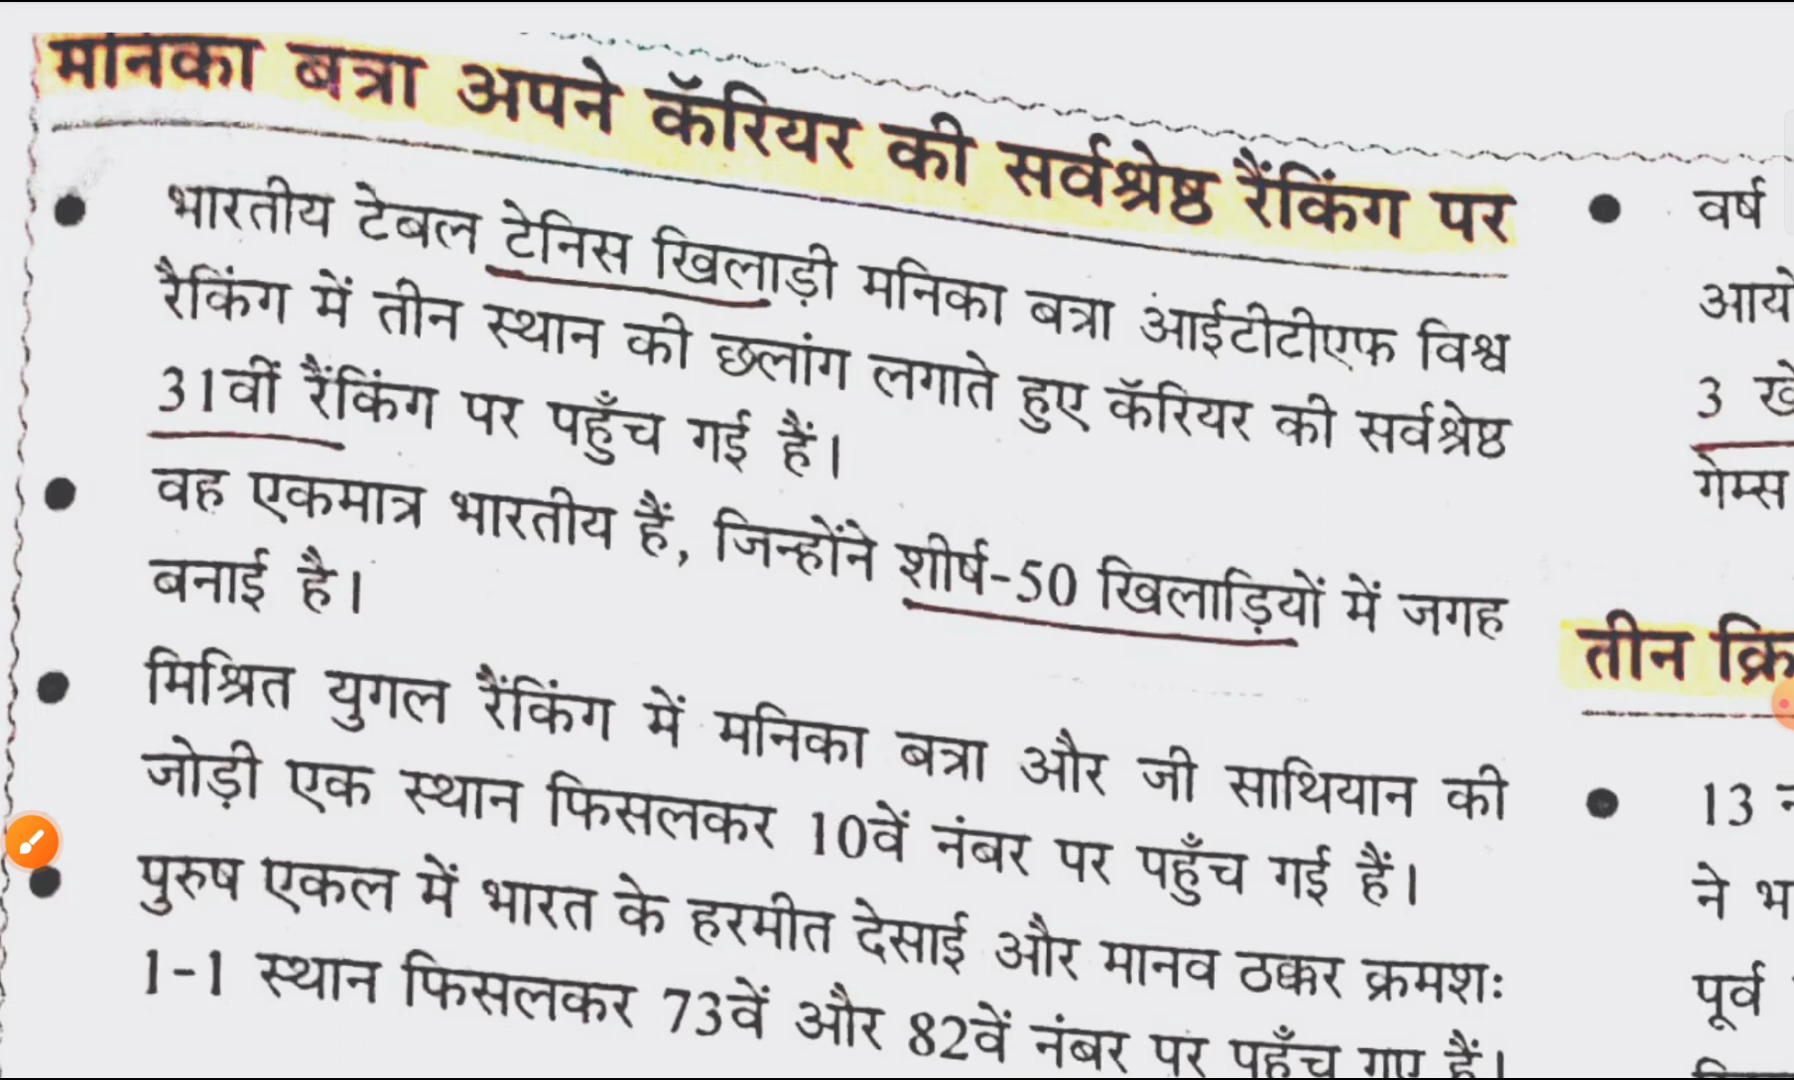 मनिका बत्रा अपने कॅरियर की सर्वश्रेष्ठ रैंकिंग पर
भारतीय टेबल टेनिस खिलाड़ी मनिका बत्रा आईटीटीएफ विश्व
रैकिंग में तीन स्थान की छलांग लगाते हुए कॅरियर की सर्वश्रेष्ठ
31वीं रैंकिंग पर पहुँच गई हैं।
वह एकमात्र भारतीय हैं, जिन्होंने शीर्ष-50 खिलाड़ियों में जगह
बनाई है।
मिश्रित युगल रैंकिंग में मनिका बत्रा और जी साथियान की
जोड़ी एक स्थान फिसलकर 10वें नंबर पर पहुँच गई हैं।
पुरुष एकल में भारत के हरमीत देसाई और मानव ठक्कर क्रमशः
1-1 स्थान फिसलकर 73वें और 82वें नंबर पर पहुँच गए हैं।
वर्ष
3
गेम्स
तीन
13
ने
पूर्व